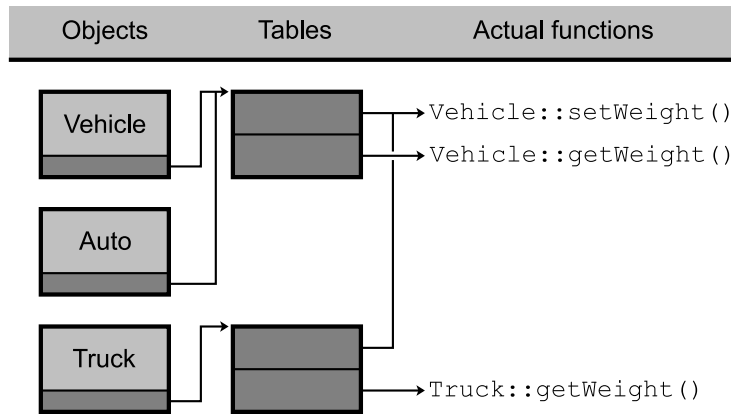 Objects Tables Actual functions
Vehicle
Vehicle::setWeight()
Vehicle::getWeight()
Auto
Truck
Truck::getWeight()